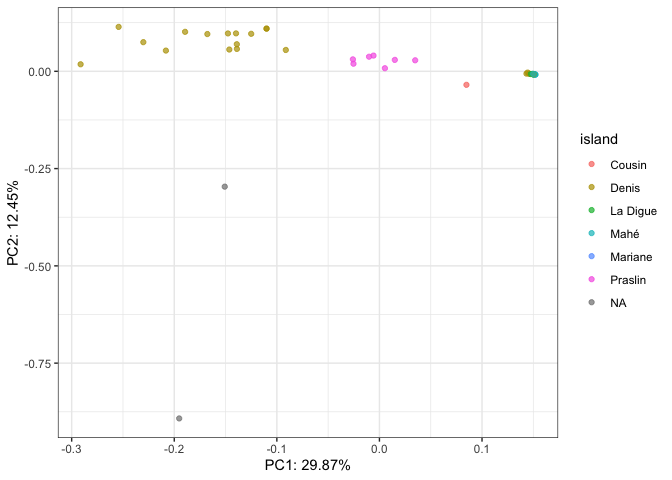 0.00
-0.25
-0.50
-0.75
PC2: 12.45%
-0.3
-0.2
-0.1
0.0
0.1
PC1: 29.87%
island
Cousin
Denis
La Digue
Mahé
Mariane
Praslin
NA